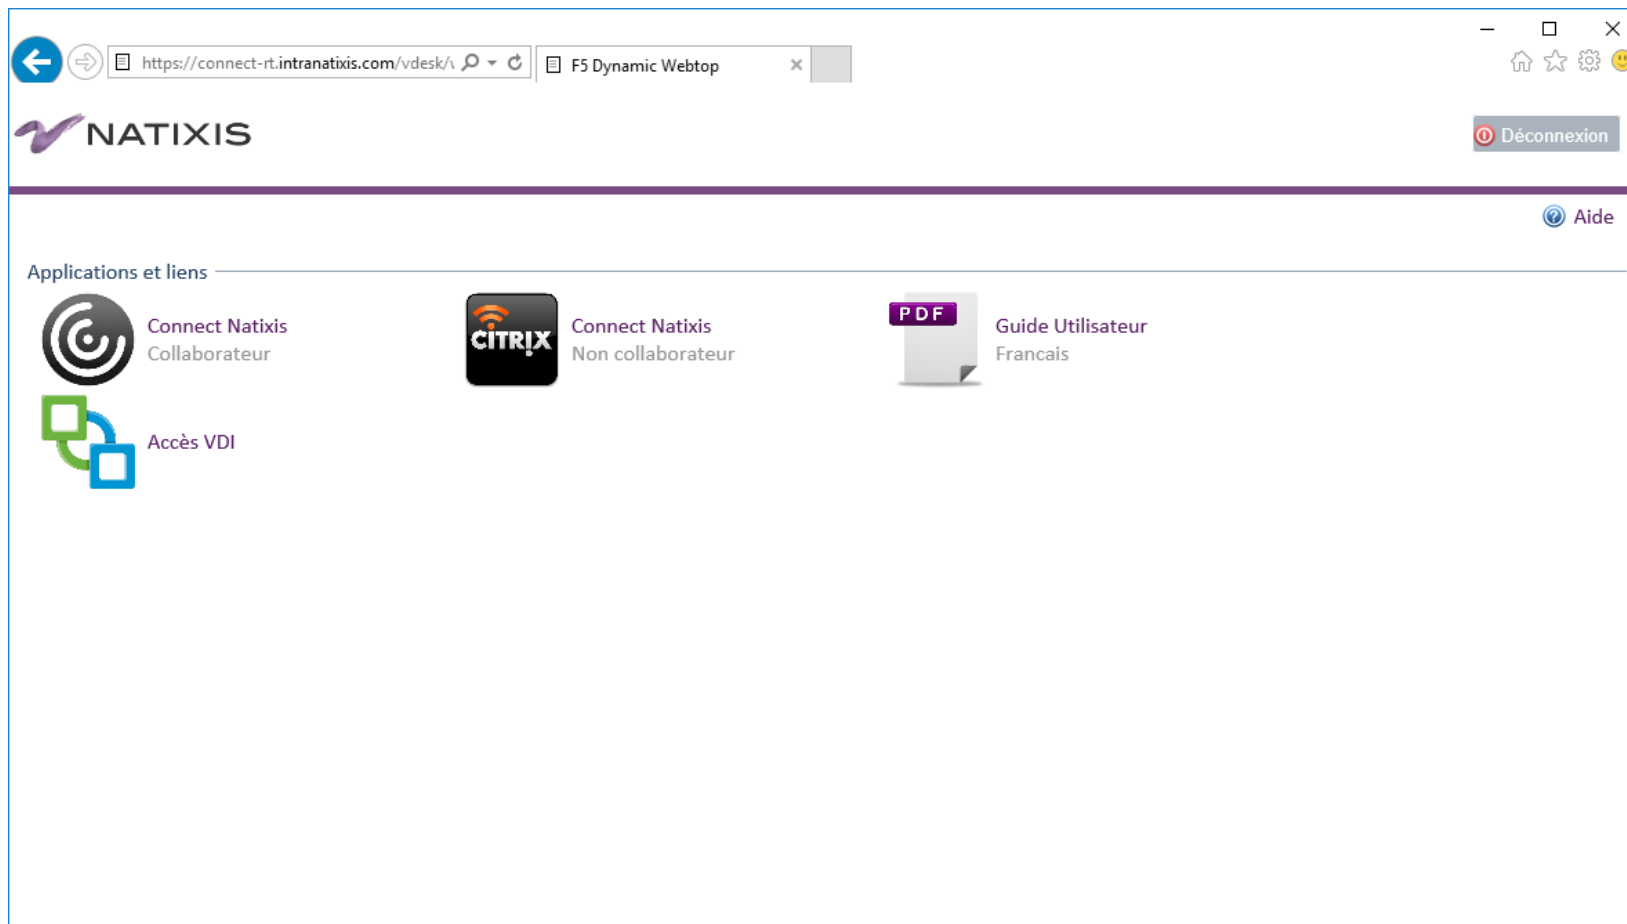 https://connect-rt.intranatixis.com/vdesk/
F5 Dynamic Webtop
NATIXIS
Déconnexion
Aide
Applications et liens
Connect Natixis
Collaborateur
CITRIX
Connect Natixis
Non collaborateur
PDF
Guide Utilisateur
Francais
Accès VDI